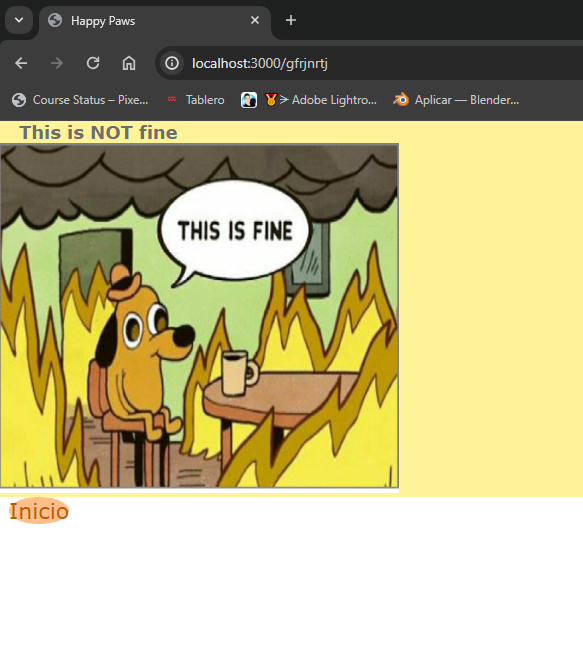 Happy Paws
localhost:3000/gfrjnrtj
Course Status – Pixe...
Tablero
Adobe Lightro...
Aplicar — Blender...
This is NOT fine
THIS IS FINE
Inicio